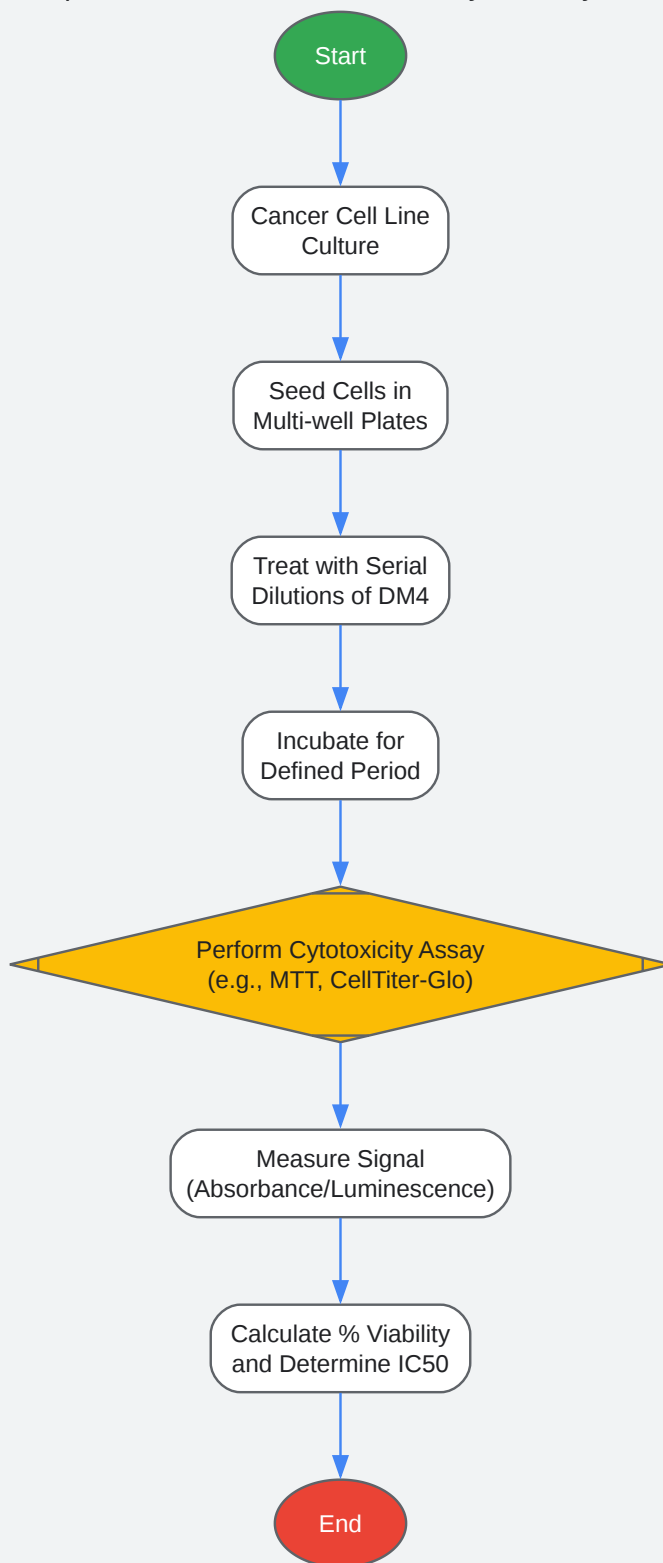 Start
Cancer Cell Line
Culture
Seed Cells in
Multi-well Plates
Treat with Serial
Dilutions of DM4
Incubate for
Defined Period
Perform Cytotoxicity Assay
(e.g., MTT, CellTiter-Glo)
Measure Signal
(Absorbance/Luminescence)
Calculate % Viability
and Determine IC50
End